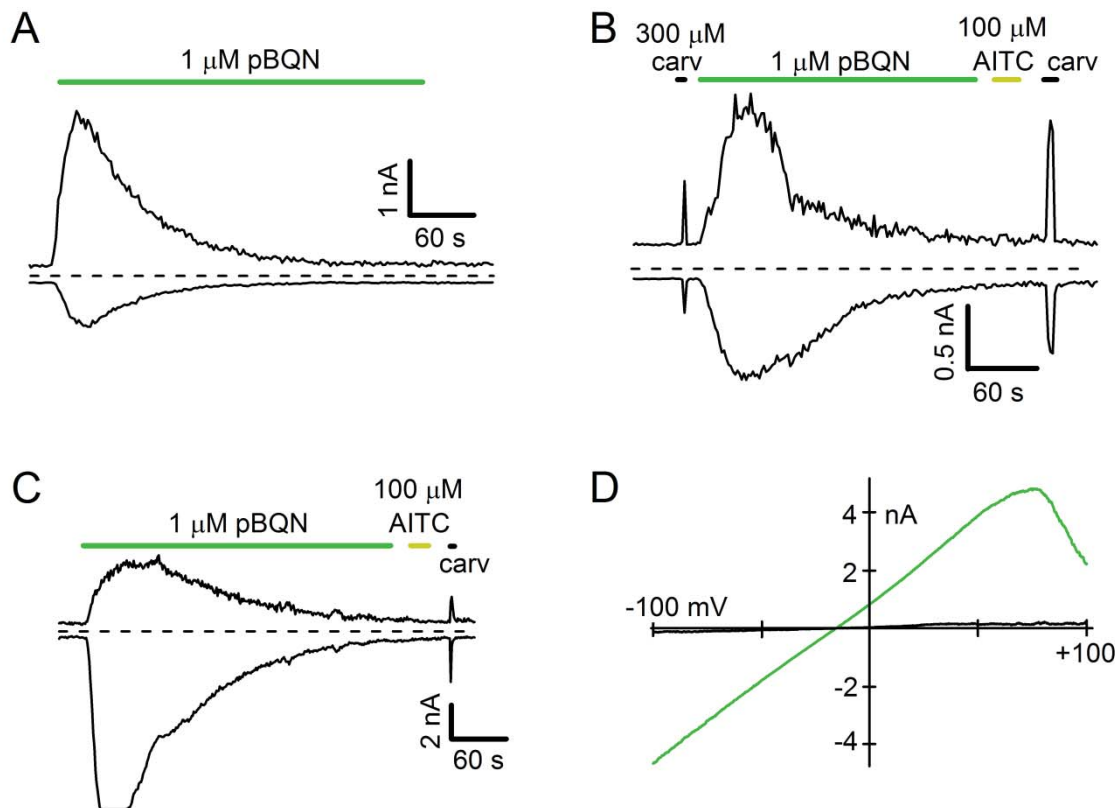 A
1 μM pBQN
1 nA
60 s
B
300 μM
carv
1 μM pBQN
100 μM
AITC
carv
0.5 nA
60 s
C
1 μM pBQN
100 μM
AITC
carv
2 nA
60 s
D
4
nA
2
-100 mV
+100
-2
-4